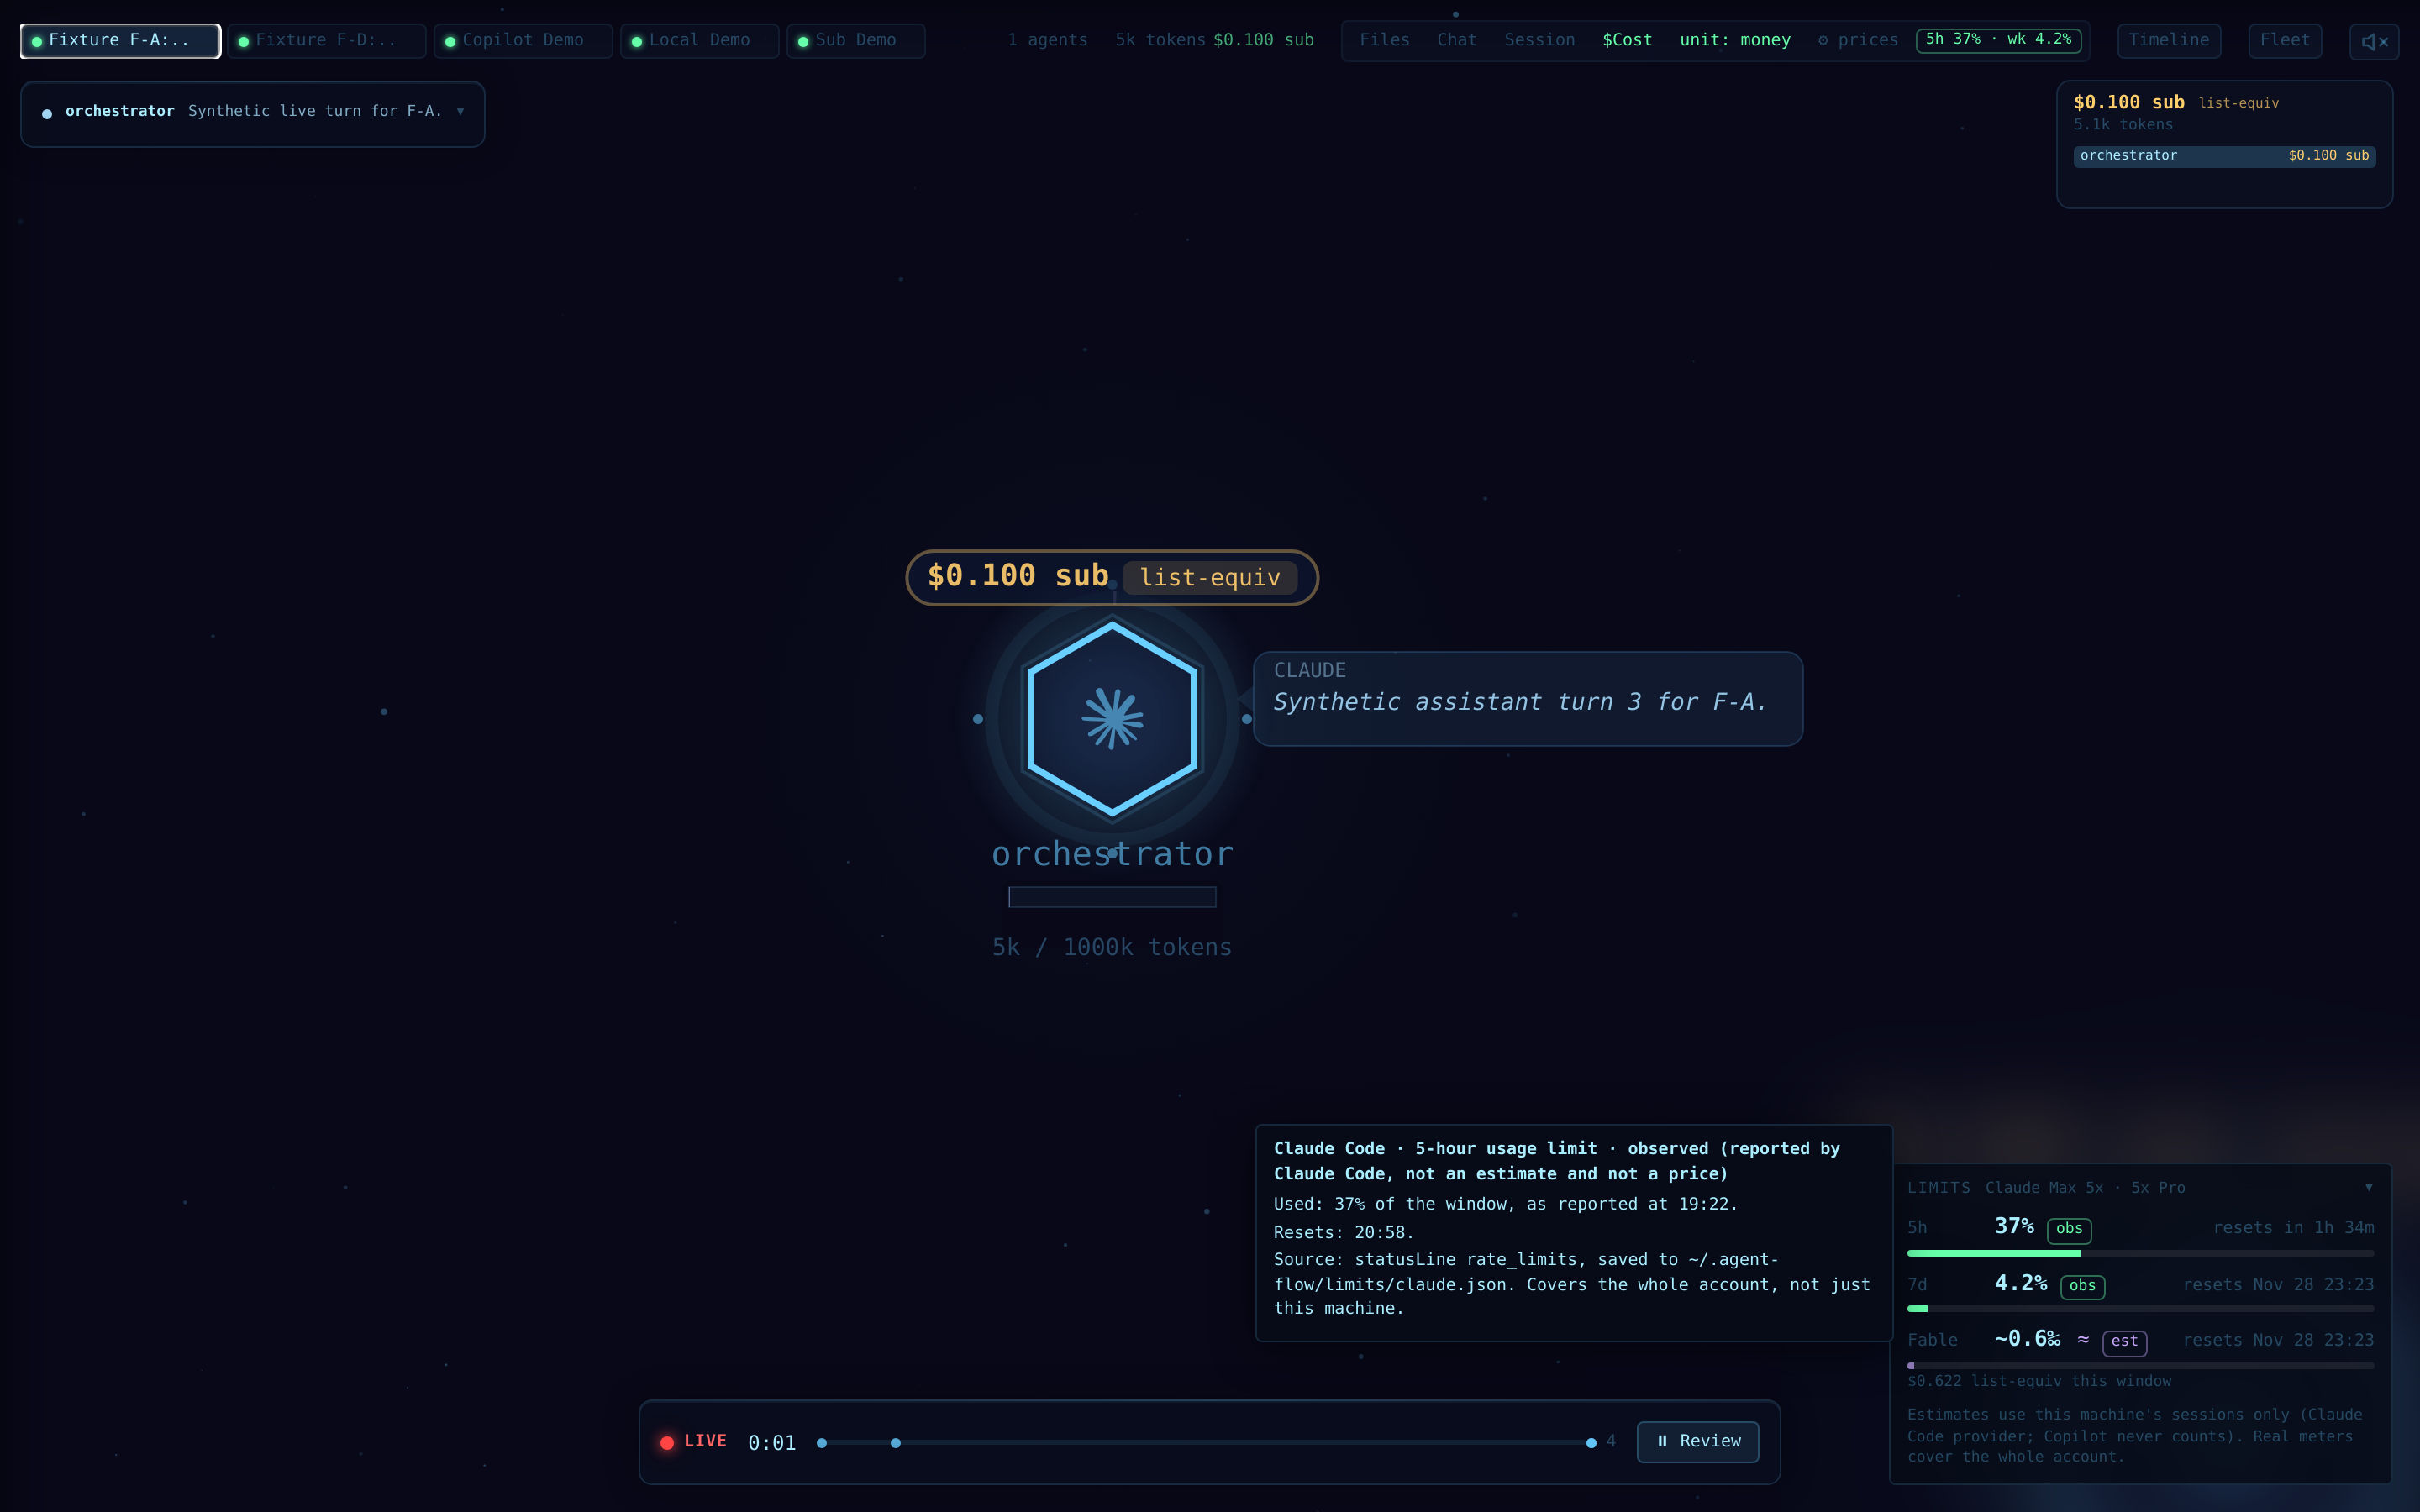 Fixture F-A:..
Fixture F-D:..
Copilot Demo
Local Demo
Sub Demo
1 agents
5k tokens
$0.100 sub
Files
Chat
Session
$Cost
unit: money
⊙ prices
5h 37% · wk 4.2%
Timeline
Fleet
orchestrator Synthetic live turn for F-A. ▼
$0.100 sub list-equiv
5.1k tokens
orchestrator $0.100 sub
$0.100 sub list-equiv
CLAUDE
Synthetic assistant turn 3 for F-A.
orchestrator
5k / 1000k tokens
Claude Code · 5-hour usage limit · observed (reported by
Claude Code, not an estimate and not a price)
Used: 37% of the window, as reported at 19:22.
Resets: 20:58.
Source: statusLine rate_limits, saved to ~/.agent-
flow/limits/claude.json. Covers the whole account, not just
this machine.
LIMITS Claude Max 5x · 5x Pro ▼
5h 37% obs resets in 1h 34m
7d 4.2% obs resets Nov 28 23:23
Fable ~0.6‰ ≈ est resets Nov 28 23:23
$0.622 list-equiv this window
Estimates use this machine's sessions only (Claude
Code provider; Copilot never counts). Real meters
cover the whole account.
LIVE 0:01 4 Review